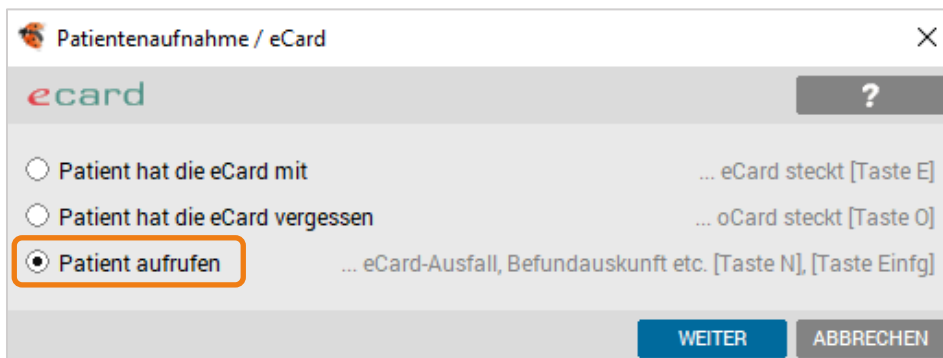 Patientenaufnahme / eCard
ecard ?
Patient hat die eCard mit ... eCard steckt [Taste E]
Patient hat die eCard vergessen ... oCard steckt [Taste O]
Patient aufrufen ... eCard-Ausfall, Befundauskunft etc. [Taste N], [Taste Einfg]
WEITER ABBRECHEN